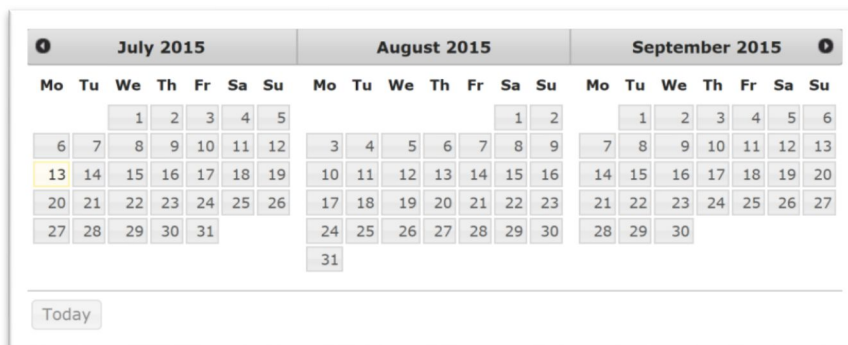 July 2015 August 2015 September 2015
Mo Tu We Th Fr Sa Su Mo Tu We Th Fr Sa Su Mo Tu We Th Fr Sa Su
1 2 3 4 5 1 2 1 2 3 4 5 6
6 7 8 9 10 11 12 3 4 5 6 7 8 9 7 8 9 10 11 12 13
13 14 15 16 17 18 19 10 11 12 13 14 15 16 14 15 16 17 18 19 20
20 21 22 23 24 25 26 17 18 19 20 21 22 23 21 22 23 24 25 26 27
27 28 29 30 31 24 25 26 27 28 29 30 28 29 30
31
Today